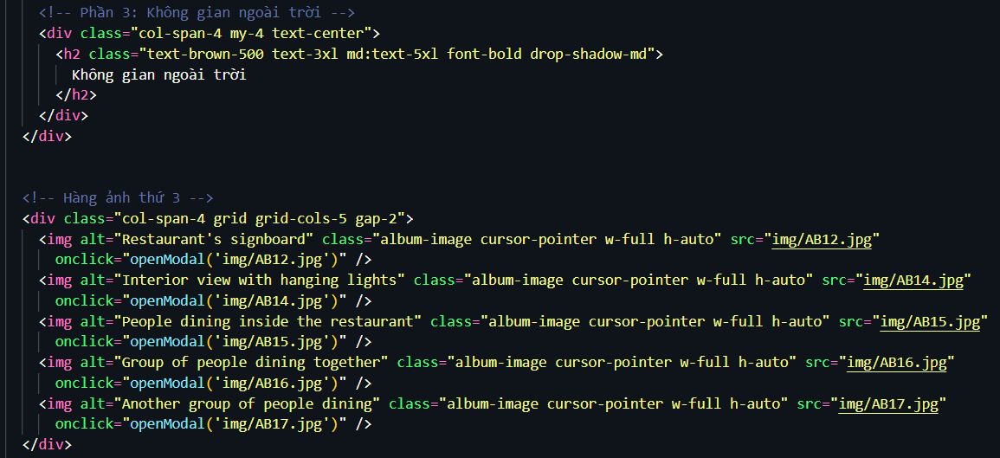 <!-- Phần 3: Không gian ngoài trời -->
<div class="col-span-4 my-4 text-center">
<h2 class="text-brown-500 text-3xl md:text-5xl font-bold drop-shadow-md">
Không gian ngoài trời
</h2>
</div>
</div>
<!-- Hàng ảnh thứ 3 -->
<div class="col-span-4 grid grid-cols-5 gap-2">
<img alt="Restaurant's signboard" class="album-image cursor-pointer w-full h-auto" src="img/AB12.jpg"
onclick="openModal('img/AB12.jpg')" />
<img alt="Interior view with hanging lights" class="album-image cursor-pointer w-full h-auto" src="img/AB14.jpg"
onclick="openModal('img/AB14.jpg')" />
<img alt="People dining inside the restaurant" class="album-image cursor-pointer w-full h-auto" src="img/AB15.jpg"
onclick="openModal('img/AB15.jpg')" />
<img alt="Group of people dining together" class="album-image cursor-pointer w-full h-auto" src="img/AB16.jpg"
onclick="openModal('img/AB16.jpg')" />
<img alt="Another group of people dining" class="album-image cursor-pointer w-full h-auto" src="img/AB17.jpg"
onclick="openModal('img/AB17.jpg')" />
</div>